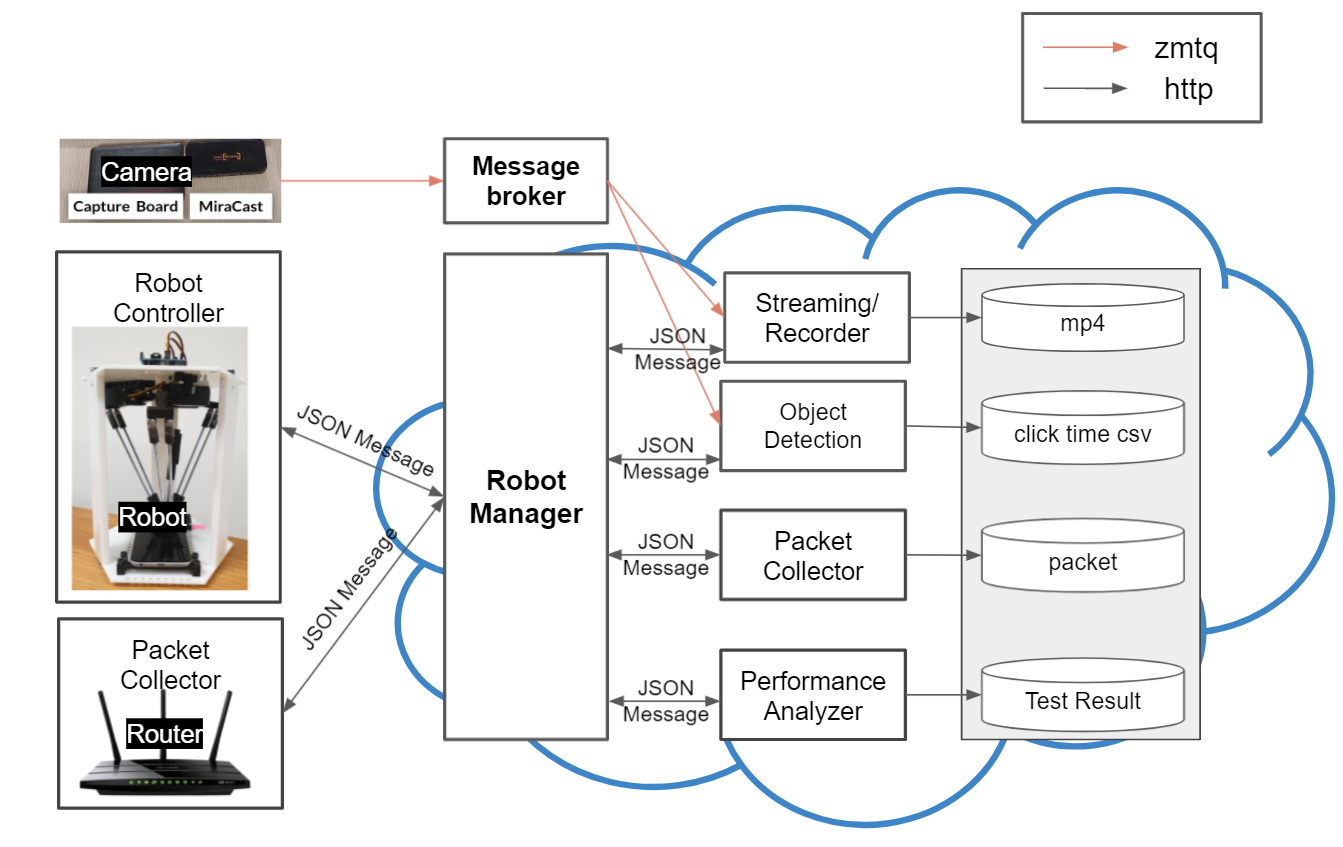 zmtq
http
Camera
Capture Board
MiraCast
Message
broker
Robot
Controller
Robot
JSON Message
Packet
Collector
Router
JSON Message
Robot
Manager
JSON
Message
Streaming/
Recorder
mp4
JSON
Message
Object
Detection
click time csv
JSON
Message
Packet
Collector
packet
JSON
Message
Performance
Analyzer
Test Result